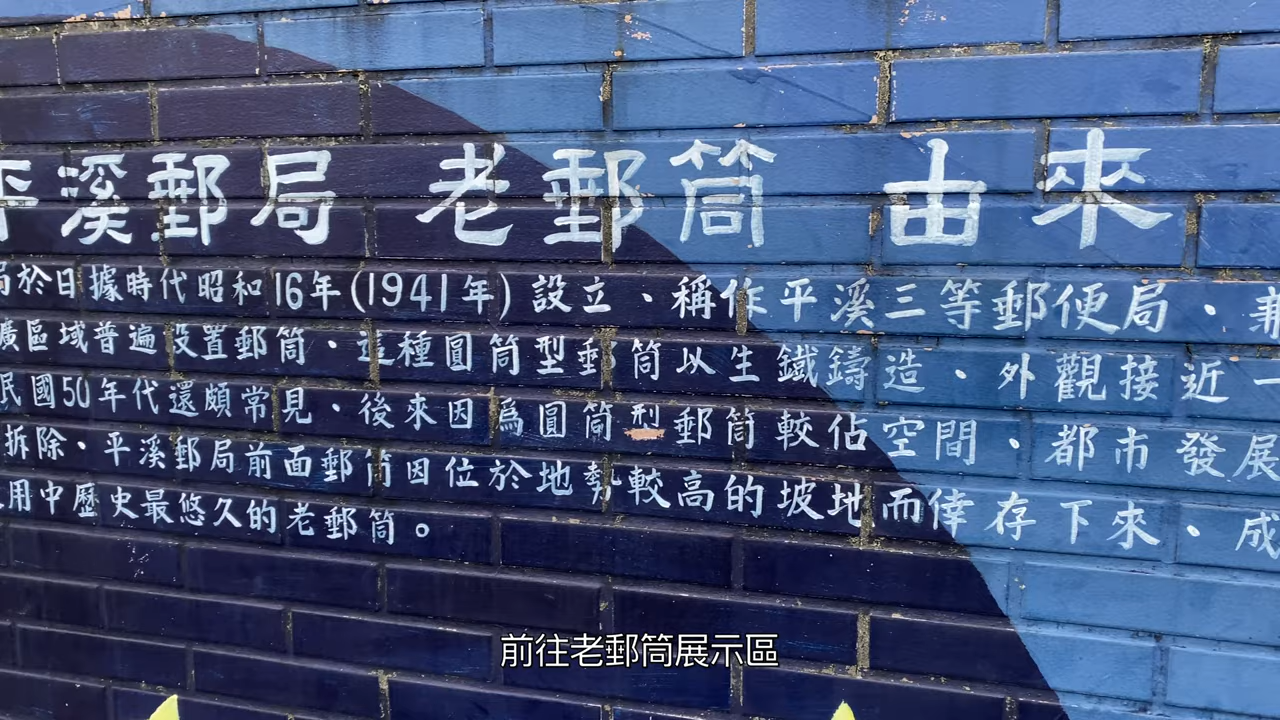 平溪郵局 老郵筒 由來
局於日據時代昭和16年(1941年)設立、稱作平溪三等郵便局、兼
廣區域普遍設置郵筒、這種圓筒型郵筒以生鐵鑄造、外觀接近一
民國50年代還頗常見、後來因為圓筒型郵筒較佔空間、都市發展
拆除、平溪郵局前面郵筒因位於地勢較高的坡地而倖存下來、成
用中歷史最悠久的老郵筒。
前往老郵筒展示區